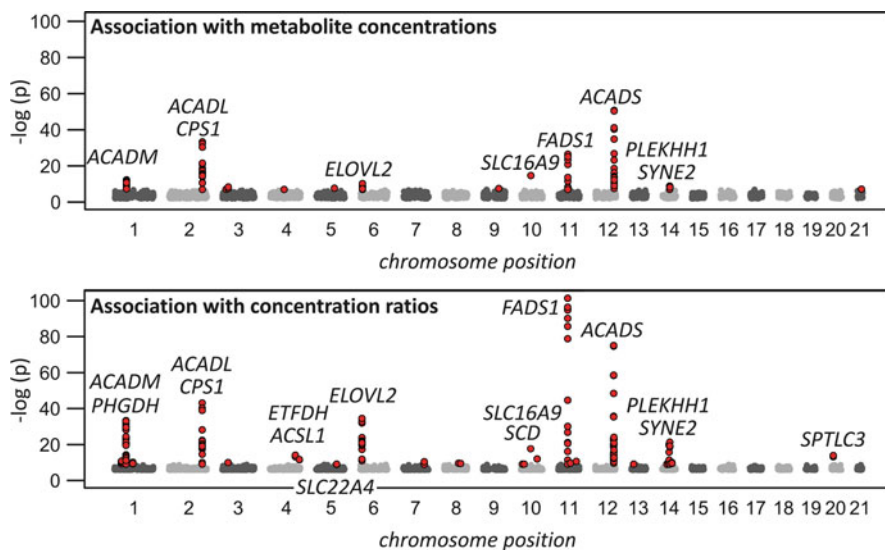 Association with metabolite concentrations
100
80
60
40
20
0
-log (p)
ACADM
ACADL
CPS1
ELOVL2
SLC16A9
FADS1
ACADS
PLEKHH1
SYNE2
1 2 3 4 5 6 7 8 9 10 11 12 14 15 16 17 18 19 20 21
chromosome position
Association with concentration ratios
100
80
60
40
20
0
-log (p)
ACADM
PHGDH
ACADL
CPS1
ETFDH
ACSL1
SLC22A4
ELOVL2
SLC16A9
SCD
FADS1
ACADS
PLEKHH1
SYNE2
SPTLC3
1 2 3 4 5 6 7 8 9 10 11 12 13 14 15 16 17 18 19 20 21
chromosome position